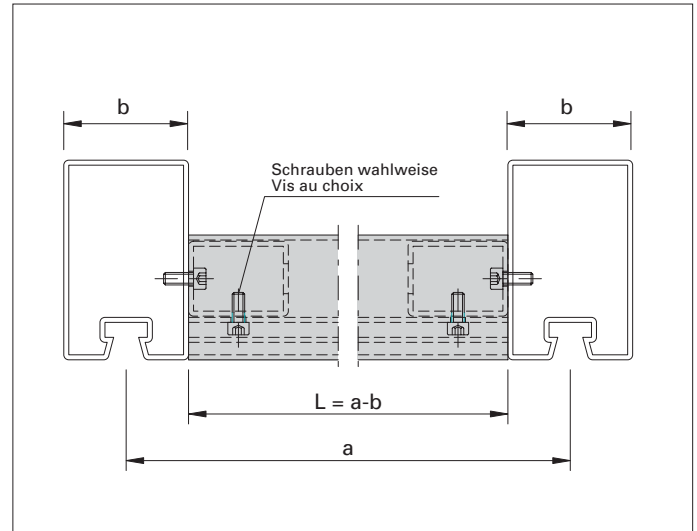 b
b
Schrauben wahlweise
Vis au choix
L = a-b
a